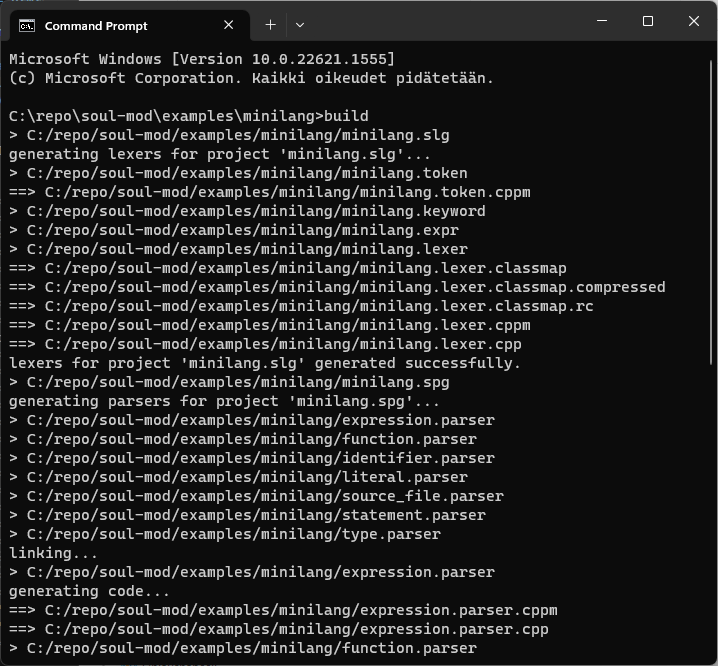 Command Prompt
Microsoft Windows [Version 10.0.22621.1555]
(c) Microsoft Corporation. Kaikki oikeudet pidätetään.
C:\repo\soul-mod\examples\minilang>build
> C:/repo/soul-mod/examples/minilang/minilang.slg
generating lexers for project 'minilang.slg'...
> C:/repo/soul-mod/examples/minilang/minilang.token
==> C:/repo/soul-mod/examples/minilang/minilang.token.cppm
> C:/repo/soul-mod/examples/minilang/minilang.keyword
> C:/repo/soul-mod/examples/minilang/minilang.expr
> C:/repo/soul-mod/examples/minilang/minilang.lexer
==> C:/repo/soul-mod/examples/minilang/minilang.lexer.classmap
==> C:/repo/soul-mod/examples/minilang/minilang.lexer.classmap.compressed
==> C:/repo/soul-mod/examples/minilang/minilang.lexer.classmap.rc
==> C:/repo/soul-mod/examples/minilang/minilang.lexer.cppm
==> C:/repo/soul-mod/examples/minilang/minilang.lexer.cpp
lexers for project 'minilang.slg' generated successfully.
> C:/repo/soul-mod/examples/minilang/minilang.spg
generating parsers for project 'minilang.spg'...
> C:/repo/soul-mod/examples/minilang/expression.parser
> C:/repo/soul-mod/examples/minilang/function.parser
> C:/repo/soul-mod/examples/minilang/identifier.parser
> C:/repo/soul-mod/examples/minilang/literal.parser
> C:/repo/soul-mod/examples/minilang/source_file.parser
> C:/repo/soul-mod/examples/minilang/statement.parser
> C:/repo/soul-mod/examples/minilang/type.parser
linking...
> C:/repo/soul-mod/examples/minilang/expression.parser
generating code...
==> C:/repo/soul-mod/examples/minilang/expression.parser.cppm
==> C:/repo/soul-mod/examples/minilang/expression.parser.cpp
> C:/repo/soul-mod/examples/minilang/function.parser